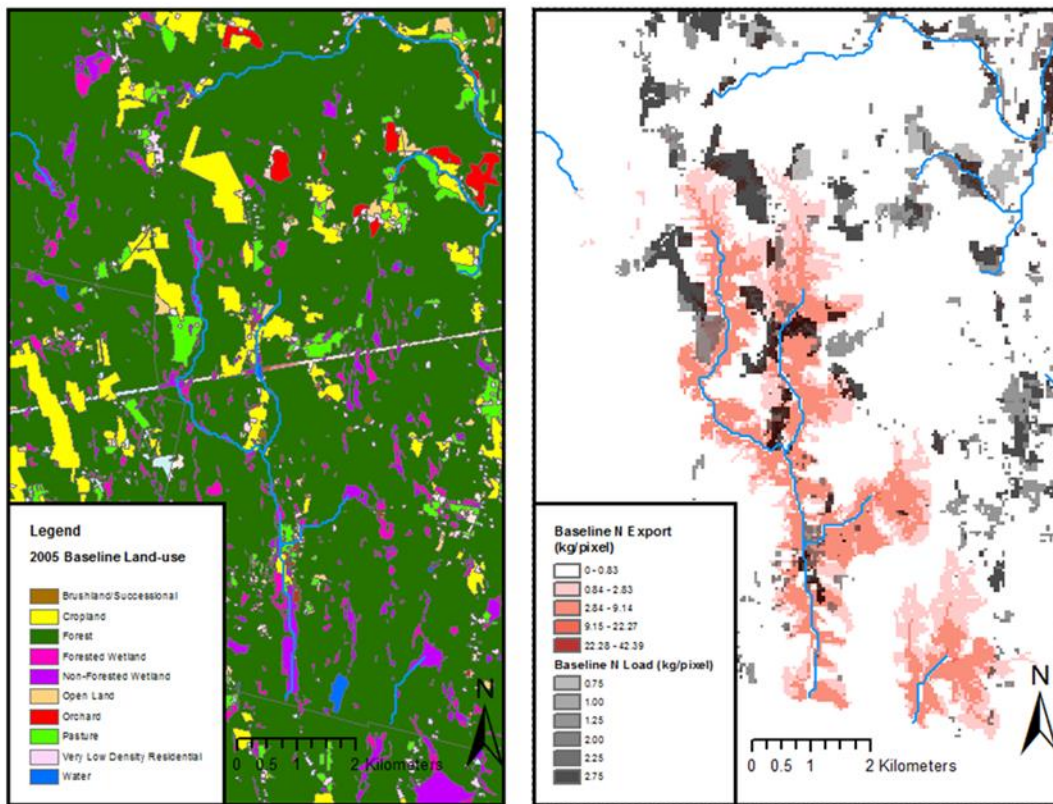 Legend
2005 Baseline Land-use
Brushland/Successional
Cropland
Forest
Forested Wetland
Non-Forested Wetland
Open Land
Orchard
Pasture
Very Low Density Residential
Water
N
0 0.5 1 2 Kilometers
Baseline N Export
(kg/pixel)
0 - 0.83
0.84 - 2.83
2.84 - 9.14
9.15 - 22.27
22.28 - 42.39
Baseline N Load (kg/pixel)
0.75
1.00
1.25
2.00
2.25
2.75
N
0 0.5 1 2 Kilometers